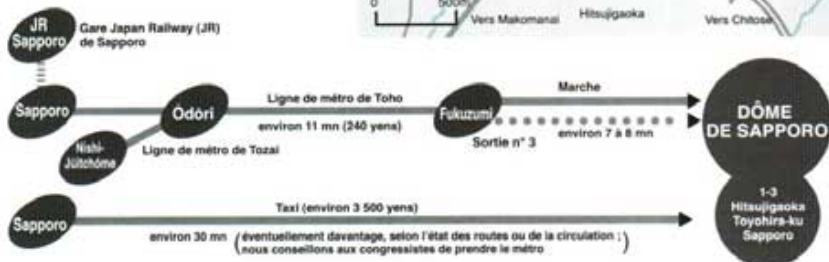 0 500m
Vers Makomanai
Hitsujigaoka
Vers Chitose
JR
Sapporo
Gare Japan Railway (JR)
de Sapporo
Sapporo
Ódóri
Nishi-
Jūitchōme
Ligne de métro de Toho
environ 11 mn (240 yens)
Ligne de métro de Tozai
Fukuzumi
Marche
Sortie n° 3
environ 7 à 8 mn
DÔME
DE SAPPORO
Sapporo
Taxi (environ 3 500 yens)
environ 30 mn (éventuellement davantage, selon l'état des routes ou de la circulation ;
nous conseillons aux congressistes de prendre le métro)
1-3
Hitsujigaoka
Toyohira-ku
Sapporo